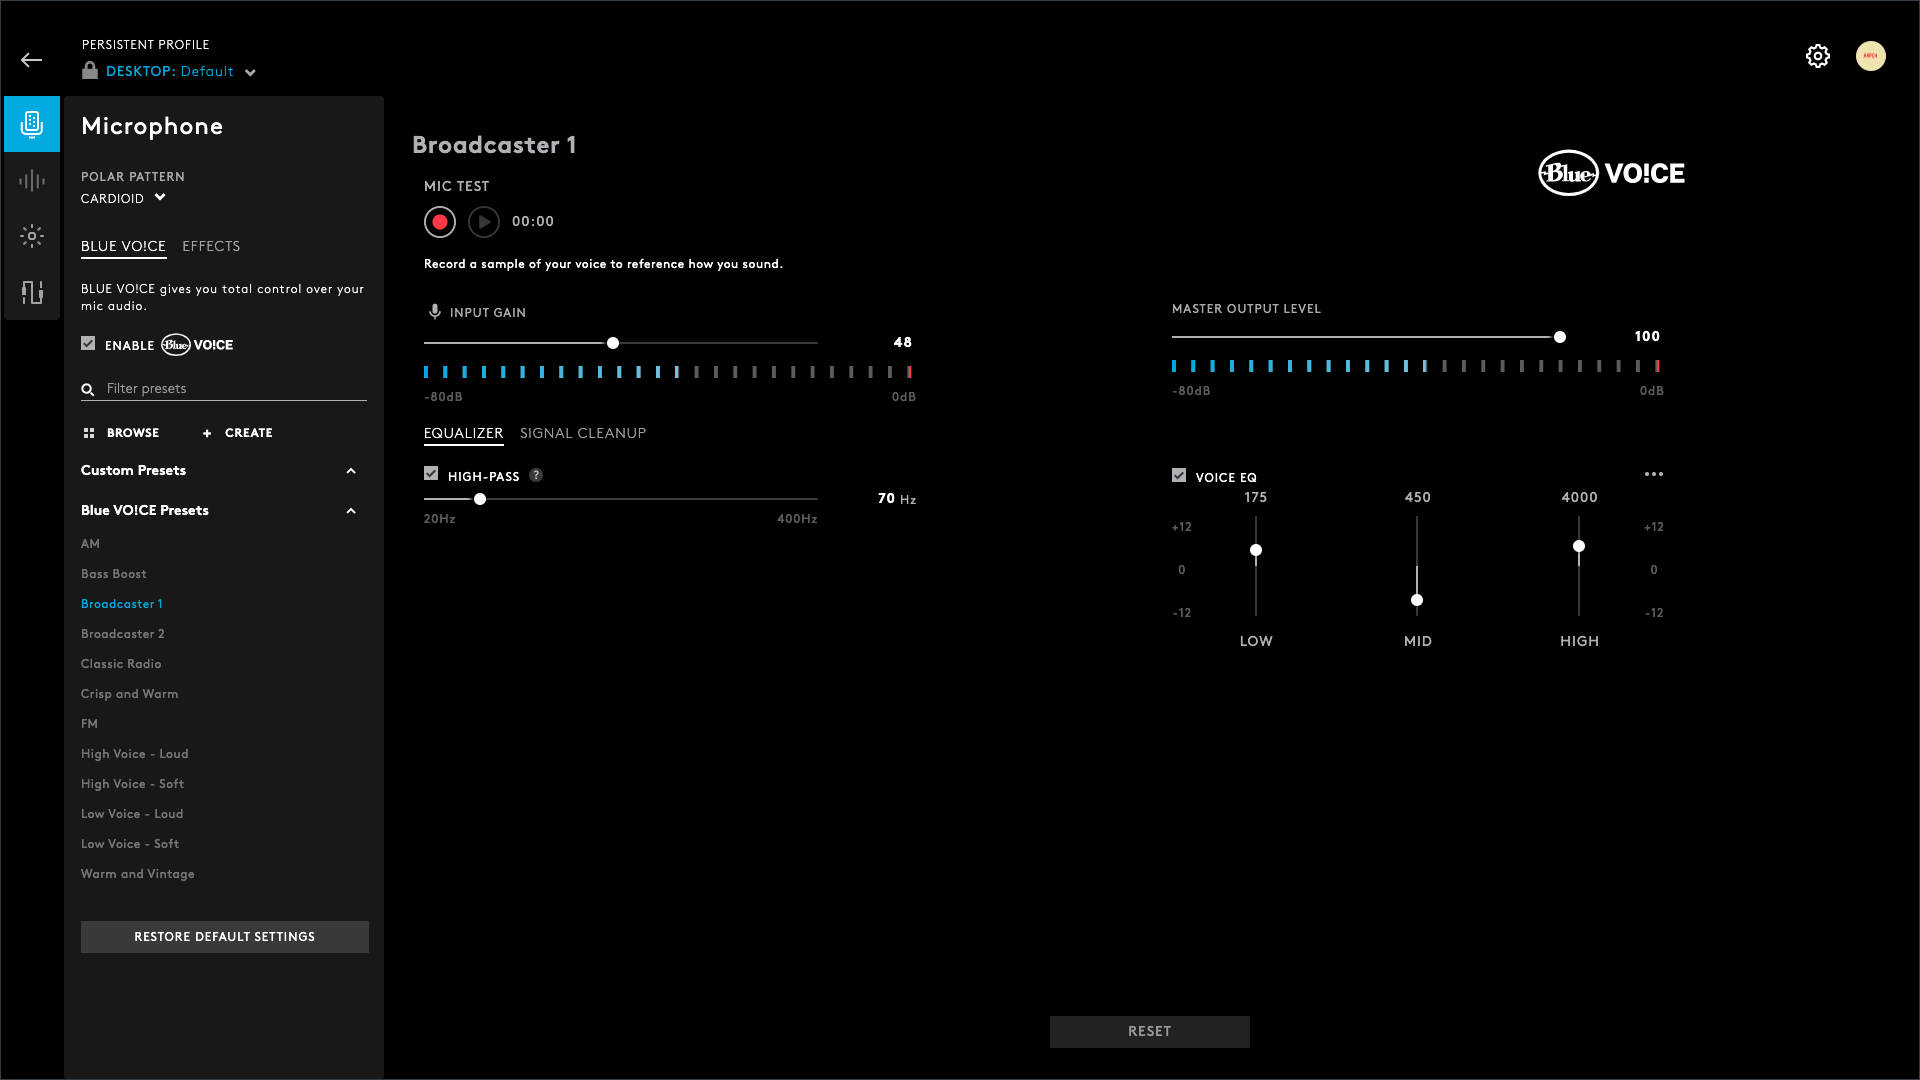 PERSISTENT PROFILE
DESKTOP: Default
Microphone
POLAR PATTERN
CARDIOID
BLUE VO!CE EFFECTS
BLUE VO!CE gives you total control over your
mic audio.
ENABLE Blue VO!CE
Filter presets
BROWSE + CREATE
Custom Presets
Blue VO!CE Presets
AM
Bass Boost
Broadcaster 1
Broadcaster 2
Classic Radio
Crisp and Warm
FM
High Voice - Loud
High Voice - Soft
Low Voice - Loud
Low Voice - Soft
Warm and Vintage
RESTORE DEFAULT SETTINGS
Broadcaster 1
Blue VO!CE
MIC TEST
00:00
Record a sample of your voice to reference how you sound.
INPUT GAIN
48
-80dB 0dB
MASTER OUTPUT LEVEL
100
-80dB 0dB
EQUALIZER SIGNAL CLEANUP
HIGH-PASS ?
70 Hz
20Hz 400Hz
VOICE EQ
175 450 4000
+12 +12
0 0
-12 -12
LOW MID HIGH
RESET